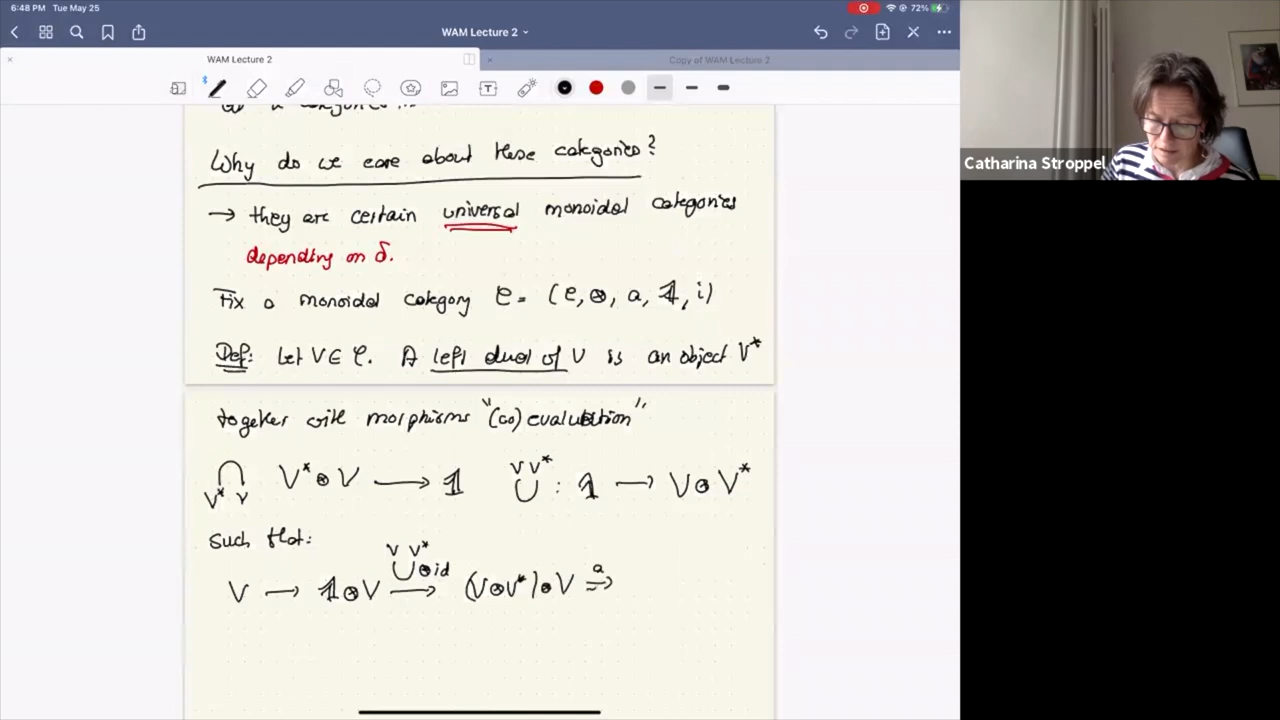 6:48 PM Tue May 25
72%
WAM Lecture 2
WAM Lecture 2
Copy of WAM Lecture 2
Catharina Stroppel
Why do we care about these categories?
→ they are certain universal monoidal categories
depending on δ.
Fix a monoidal category C = (C, ⊗, a, 𝟙, i)
Def: Let V ∈ C. A left dual of V is an object V*
together with morphisms "(co)evaluation"
V* V V* ⊗ V → 𝟙 V V* : 𝟙 → V ⊗ V*
Such that:
V V*
∪ ⊗ id
V → 𝟙 ⊗ V → (V ⊗ V*) ⊗ V a ⇒